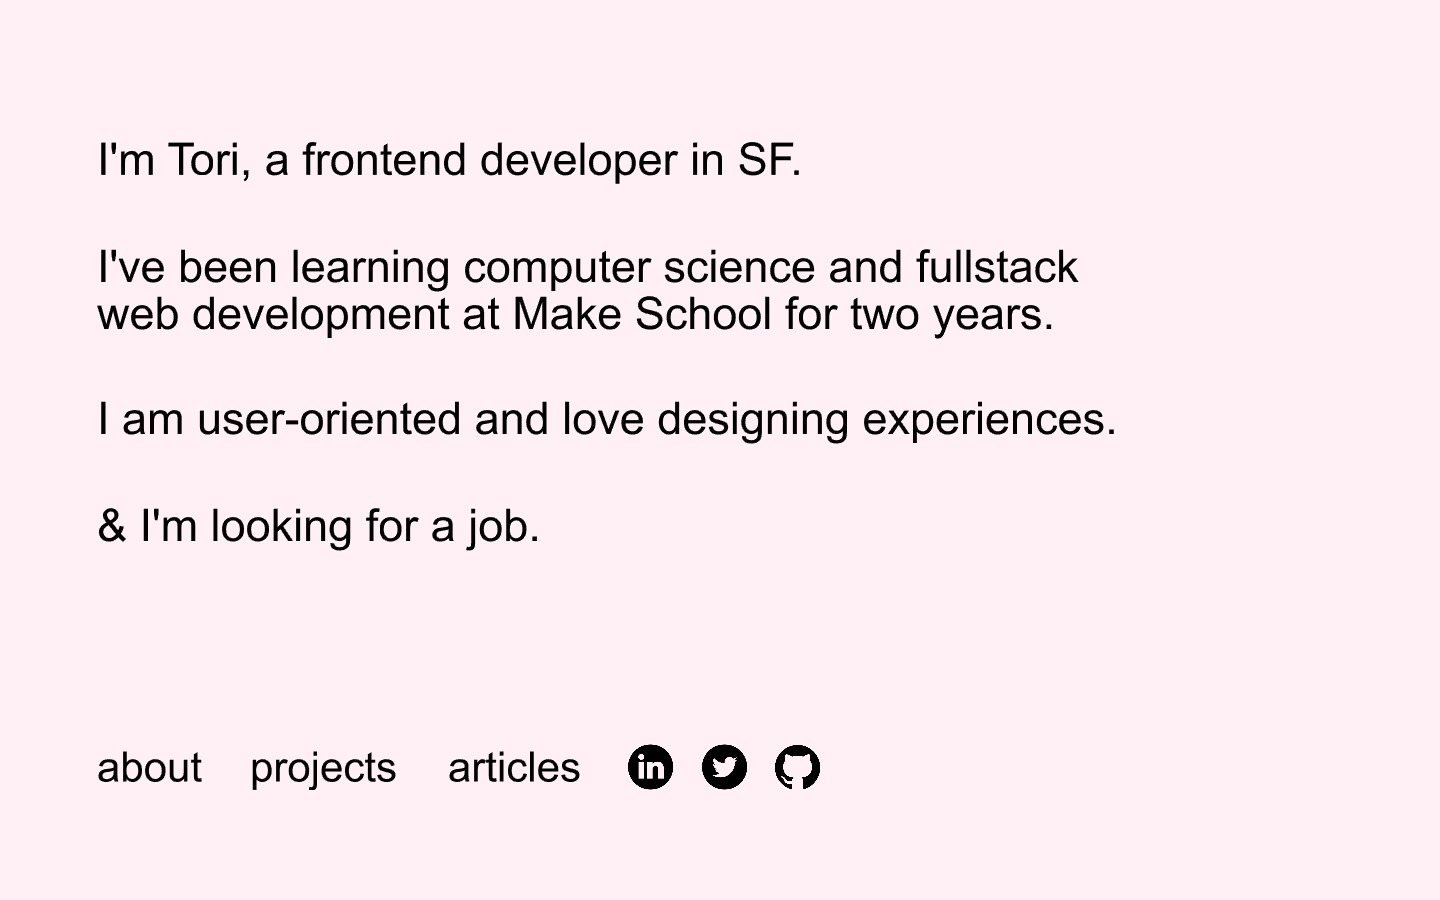 I'm Tori, a frontend developer in SF.
I've been learning computer science and fullstack
web development at Make School for two years.
I am user-oriented and love designing experiences.
& I'm looking for a job.
about projects articles in